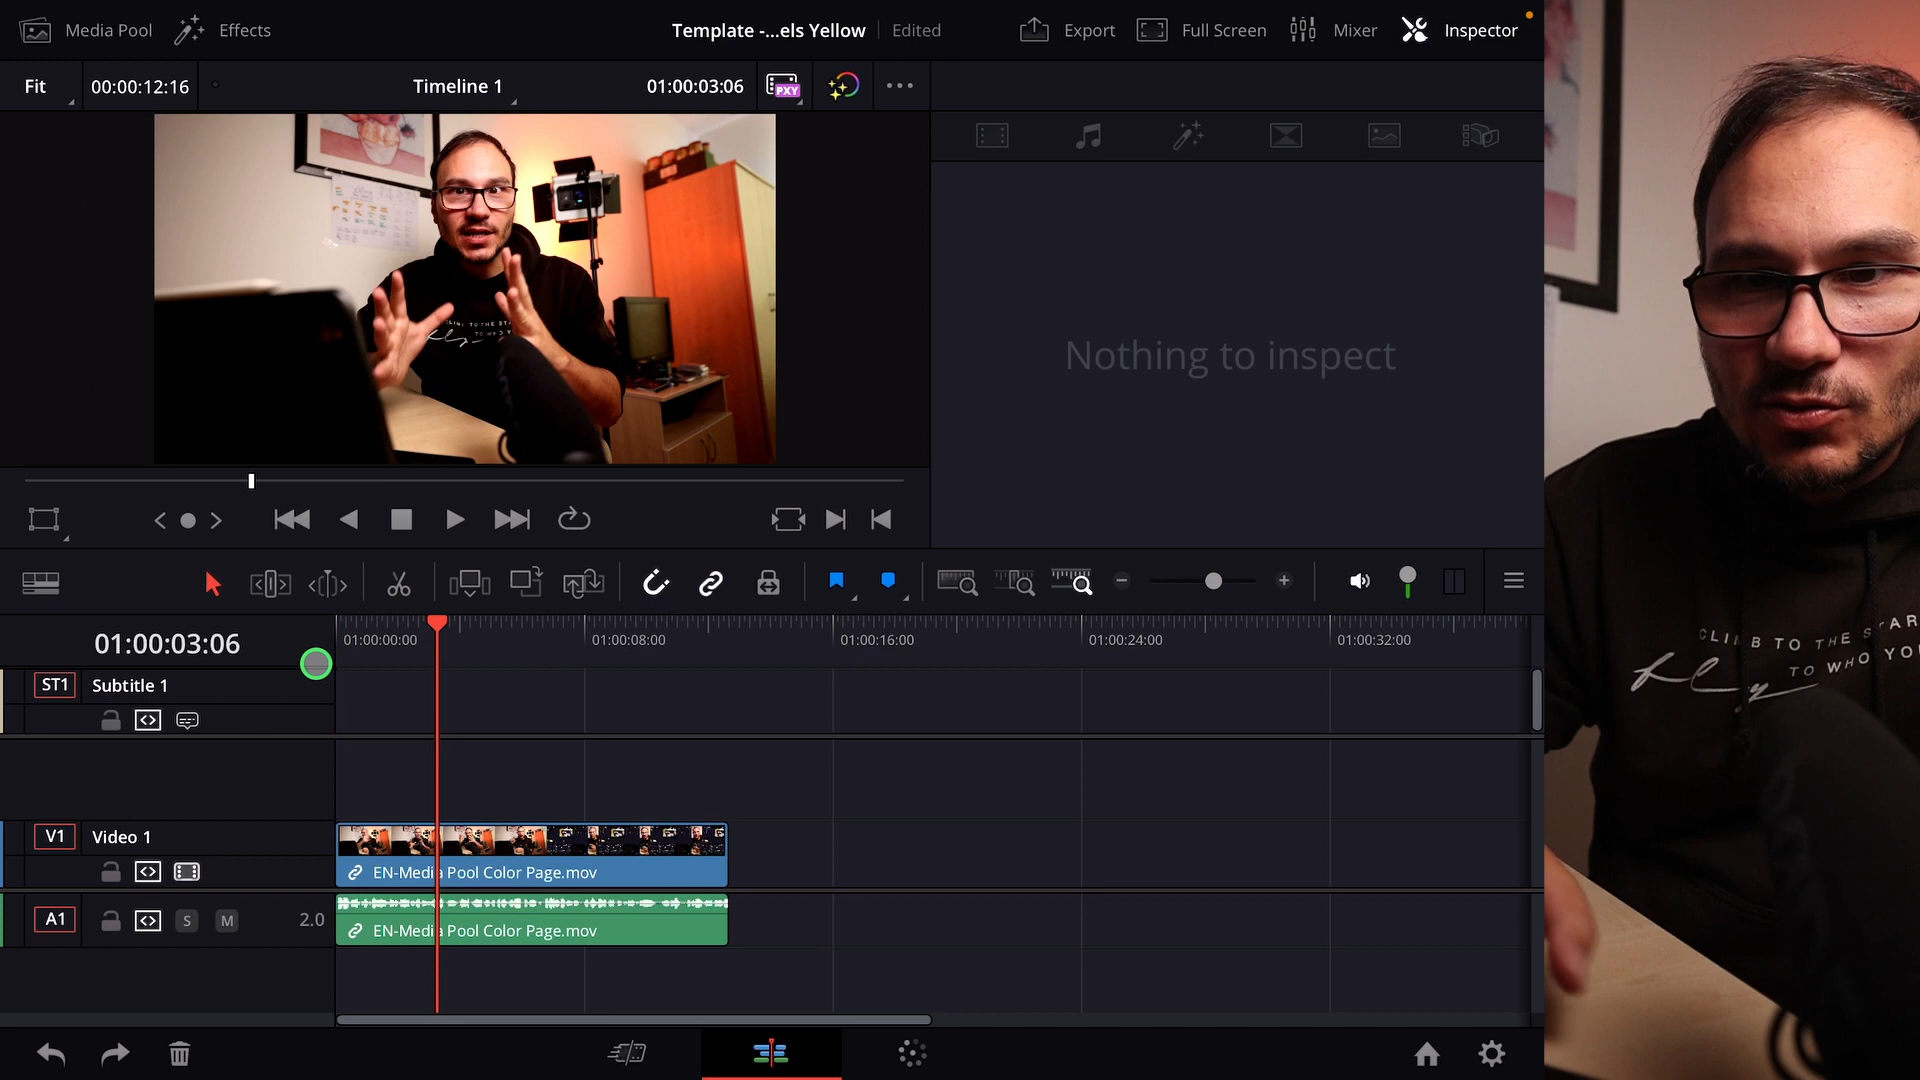 Media Pool
Effects
Template -...els Yellow
Edited
Export
Full Screen
Mixer
Inspector
Fit
00:00:12:16
Timeline 1
01:00:03:06
PXY
Nothing to inspect
01:00:03:06
01:00:00:00
01:00:08:00
01:00:16:00
01:00:24:00
01:00:32:00
ST1
Subtitle 1
V1
Video 1
EN-Media Pool Color Page.mov
A1
S
M
2.0
EN-Media Pool Color Page.mov
CLIMB TO THE STAR
fly
TO WHO YO